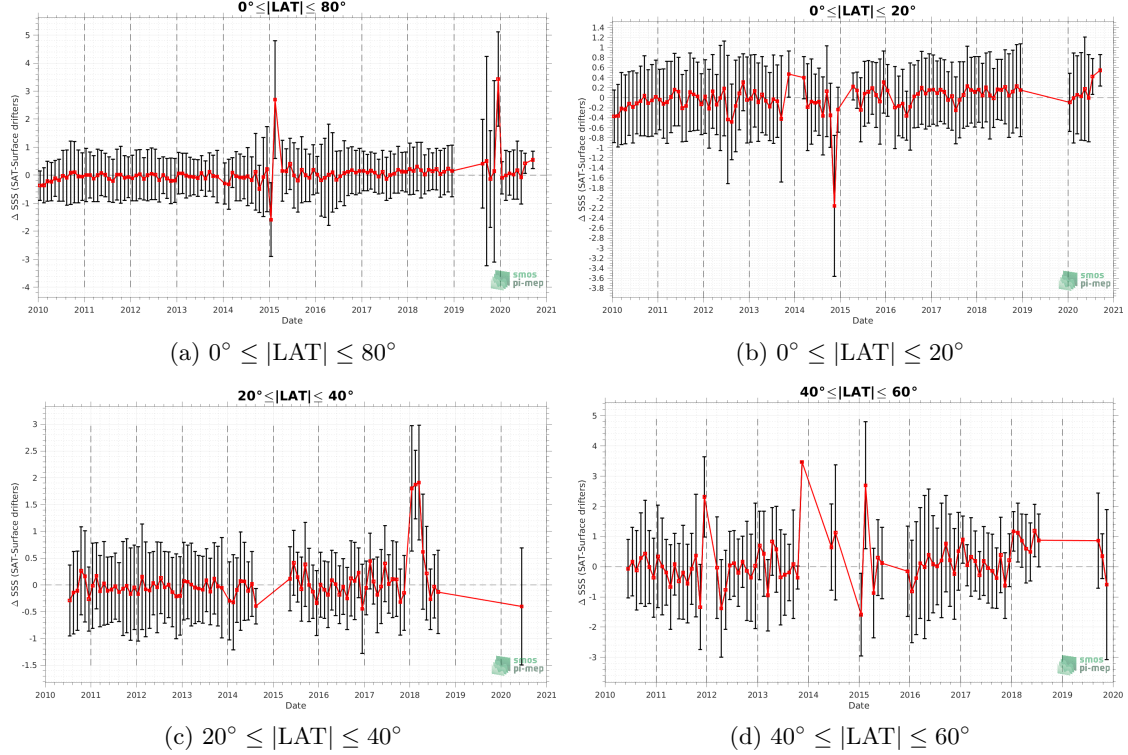 0°≤|LAT|≤ 80°
5
4
3
2
1
0
-1
-2
-3
-4
Δ SSS (SAT-Surface drifters)
2010 2011 2012 2013 2014 2015 2016 2017 2018 2019 2020 2021
Date
smos
pi-mep
(a) 0° ≤ |LAT| ≤ 80°
0°≤|LAT|≤ 20°
1.4
1.2
1
0.8
0.6
0.4
0.2
0
-0.2
-0.4
-0.6
-0.8
-1
-1.2
-1.4
-1.6
-1.8
-2
-2.2
-2.4
-2.6
-2.8
-3
-3.2
-3.4
-3.6
-3.8
Δ SSS (SAT-Surface drifters)
2010 2011 2012 2013 2014 2015 2016 2017 2018 2019 2020 2021
Date
smos
pi-mep
(b) 0° ≤ |LAT| ≤ 20°
20°≤|LAT|≤ 40°
3
2.5
2
1.5
1
0.5
0
-0.5
-1
-1.5
Δ SSS (SAT-Surface drifters)
2010 2011 2012 2013 2014 2015 2016 2017 2018 2019 2020 2021
Date
smos
pi-mep
(c) 20° ≤ |LAT| ≤ 40°
40°≤|LAT|≤ 60°
5
4
3
2
1
0
-1
-2
-3
Δ SSS (SAT-Surface drifters)
2010 2011 2012 2013 2014 2015 2016 2017 2018 2019 2020
Date
smos
pi-mep
(d) 40° ≤ |LAT| ≤ 60°